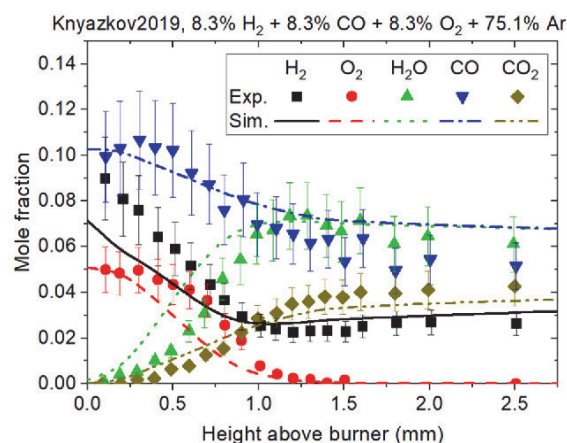 Knyazkov2019, 8.3% H₂ + 8.3% CO + 8.3% O₂ + 75.1% Ar
H₂ O₂ H₂O CO CO₂
Exp.
Sim.
0.14
0.12
0.10
0.08
0.06
0.04
0.02
0.00
Mole fraction
0.0 0.5 1.0 1.5 2.0 2.5
Height above burner (mm)